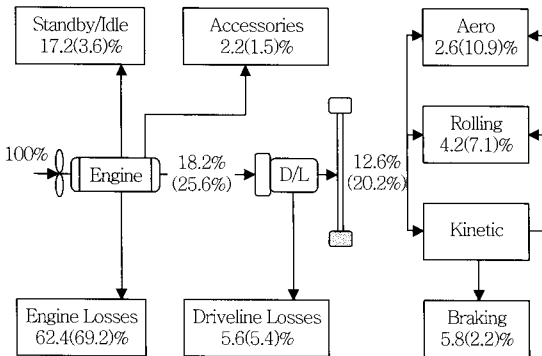 Standby/Idle
17.2(3.6)%
Accessories
2.2(1.5)%
Aero
2.6(10.9)%
Rolling
4.2(7.1)%
100%
Engine
18.2%
(25.6%)
D/L
12.6%
(20.2%)
Kinetic
Engine Losses
62.4(69.2)%
Driveline Losses
5.6(5.4)%
Braking
5.8(2.2)%